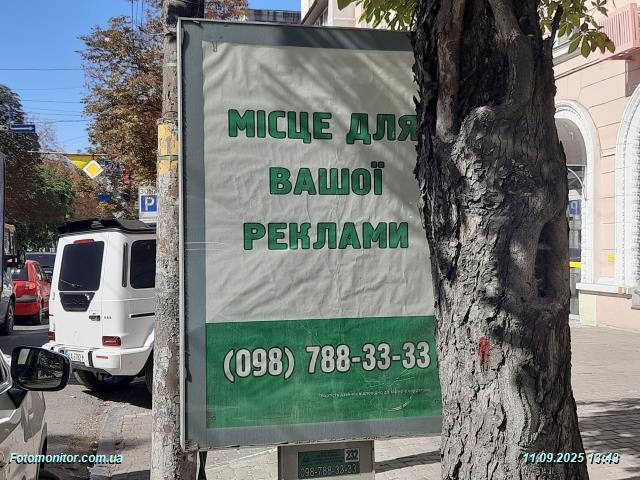 МІСЦЕ ДЛЯ
ВАШОЇ
РЕКЛАМИ
(098) 788-33-33
232
098-788-33-33
P
Fotomonitor.com.ua
11.09.2025 13:43